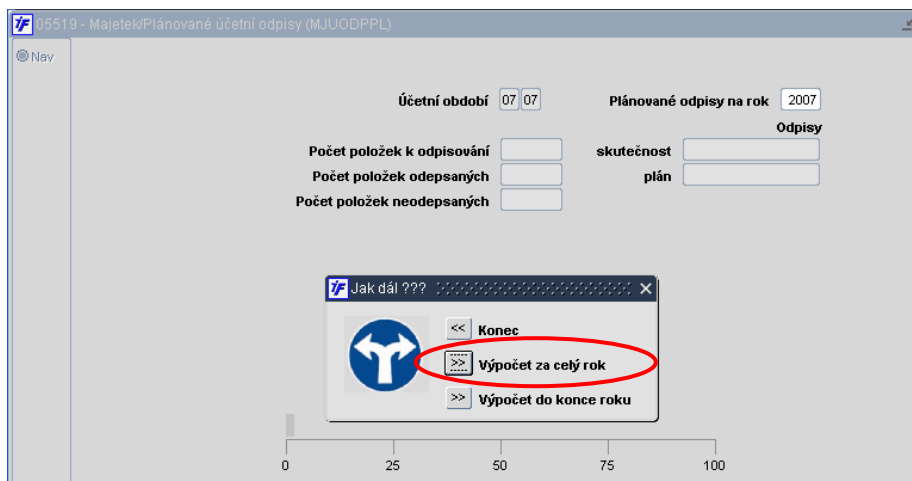 iF 05519 - Majetek/Plánované účetní odpisy (MJUODPPL)
Nav
Účetní období 07 07 Plánované odpisy na rok 2007
Odpisy
Počet položek k odpisování skutečnost
Počet položek odepsaných plán
Počet položek neodepsaných
iF Jak dál ???
<< Konec
>> Výpočet za celý rok
>> Výpočet do konce roku
0 25 50 75 100